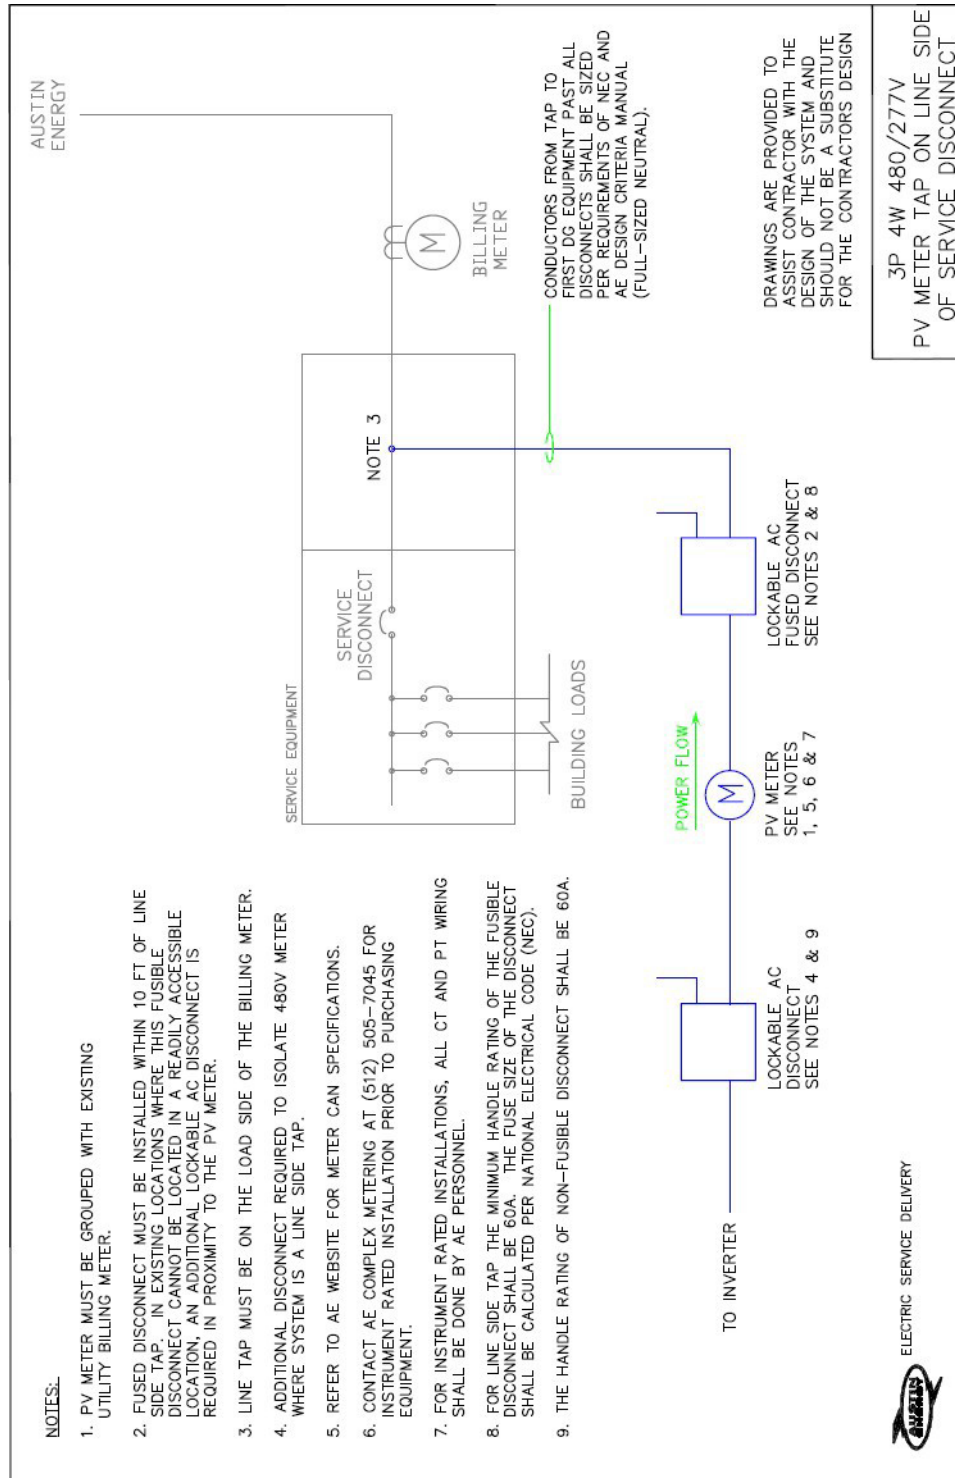 NOTES:
1. PV METER MUST BE GROUPED WITH EXISTING
UTILITY BILLING METER.
2. FUSED DISCONNECT MUST BE INSTALLED WITHIN 10 FT OF LINE
SIDE TAP. IN EXISTING LOCATIONS WHERE THIS FUSIBLE
DISCONNECT CANNOT BE LOCATED IN A READILY ACCESSIBLE
LOCATION, AN ADDITIONAL LOCKABLE AC DISCONNECT IS
REQUIRED IN PROXIMITY TO THE PV METER.
3. LINE TAP MUST BE ON THE LOAD SIDE OF THE BILLING METER.
4. ADDITIONAL DISCONNECT REQUIRED TO ISOLATE 480V METER
WHERE SYSTEM IS A LINE SIDE TAP.
5. REFER TO AE WEBSITE FOR METER CAN SPECIFICATIONS.
6. CONTACT AE COMPLEX METERING AT (512) 505-7045 FOR
INSTRUMENT RATED INSTALLATION PRIOR TO PURCHASING
EQUIPMENT.
7. FOR INSTRUMENT RATED INSTALLATIONS, ALL CT AND PT WIRING
SHALL BE DONE BY AE PERSONNEL.
8. FOR LINE SIDE TAP THE MINIMUM HANDLE RATING OF THE FUSIBLE
DISCONNECT SHALL BE 60A. THE FUSE SIZE OF THE DISCONNECT
SHALL BE CALCULATED PER NATIONAL ELECTRICAL CODE (NEC).
9. THE HANDLE RATING OF NON-FUSIBLE DISCONNECT SHALL BE 60A.
AUSTIN
ENERGY
BILLING
METER
M
SERVICE EQUIPMENT
SERVICE
DISCONNECT
NOTE 3
BUILDING LOADS
CONDUCTORS FROM TAP TO
FIRST DG EQUIPMENT PAST ALL
DISCONNECTS SHALL BE SIZED
PER REQUIREMENTS OF NEC AND
AE DESIGN CRITERIA MANUAL
(FULL-SIZED NEUTRAL).
POWER FLOW
M
TO INVERTER
LOCKABLE AC
DISCONNECT
SEE NOTES 4 & 9
PV METER
SEE NOTES
1, 5, 6 & 7
LOCKABLE AC
FUSED DISCONNECT
SEE NOTES 2 & 8
DRAWINGS ARE PROVIDED TO
ASSIST CONTRACTOR WITH THE
DESIGN OF THE SYSTEM AND
SHOULD NOT BE A SUBSTITUTE
FOR THE CONTRACTORS DESIGN
AUSTIN
ENERGY
ELECTRIC SERVICE DELIVERY
3P 4W 480/277V
PV METER TAP ON LINE SIDE
OF SERVICE DISCONNECT